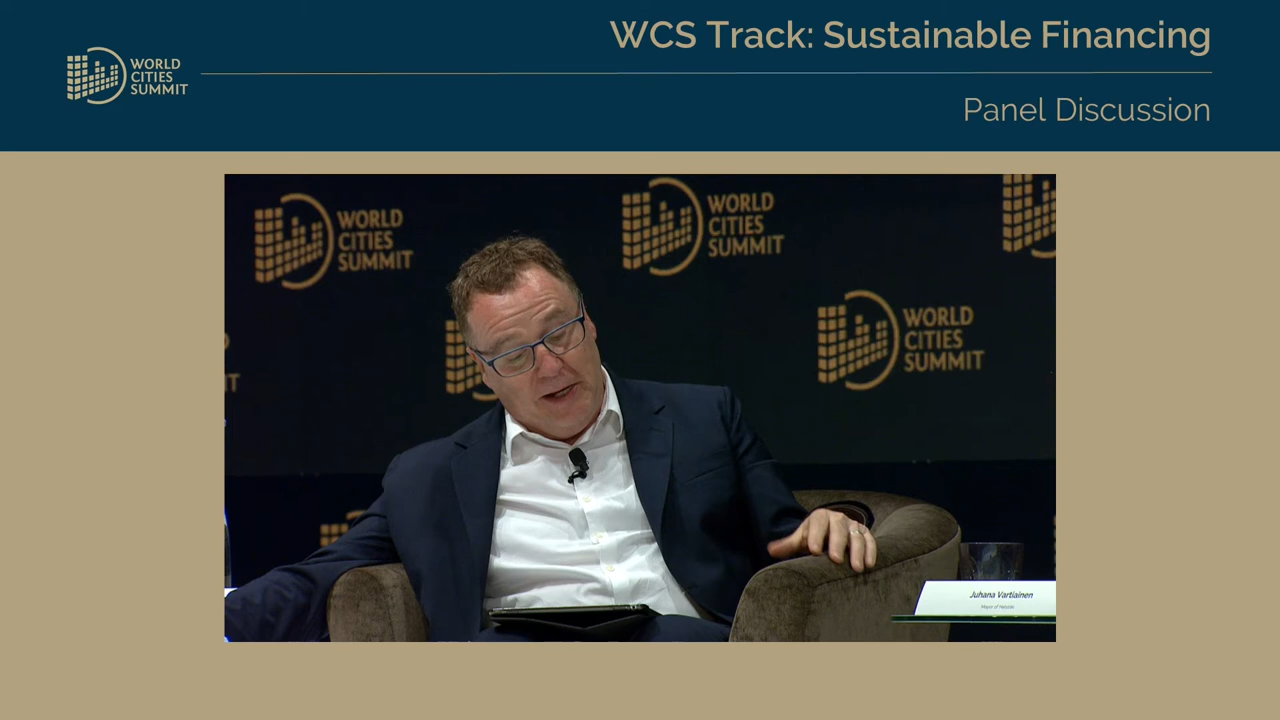 WCS Track: Sustainable Financing
WORLD
CITIES
SUMMIT
Panel Discussion
WORLD
CITIES
SUMMIT
WORLD
CITIES
SUMMIT
WORLD
CITIES
SUMMIT
Juhana Vartiainen
Mayor of Helsinki